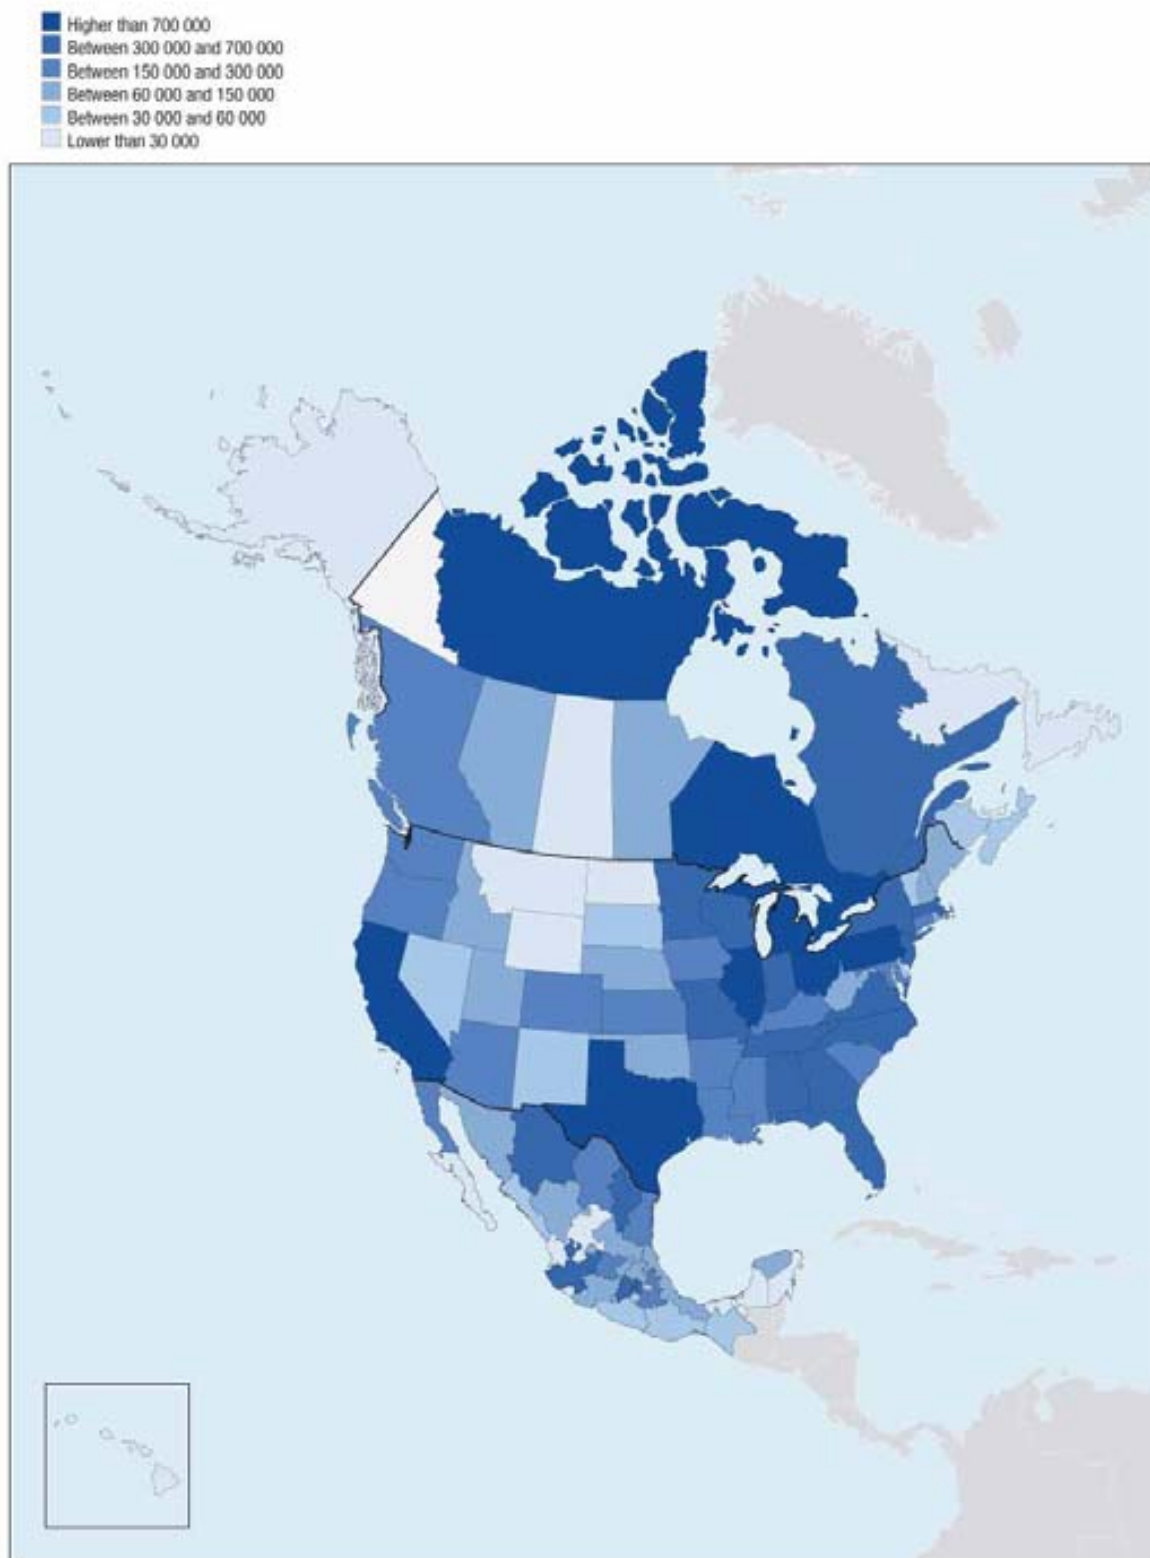 Higher than 700 000
Between 300 000 and 700 000
Between 150 000 and 300 000
Between 60 000 and 150 000
Between 30 000 and 60 000
Lower than 30 000